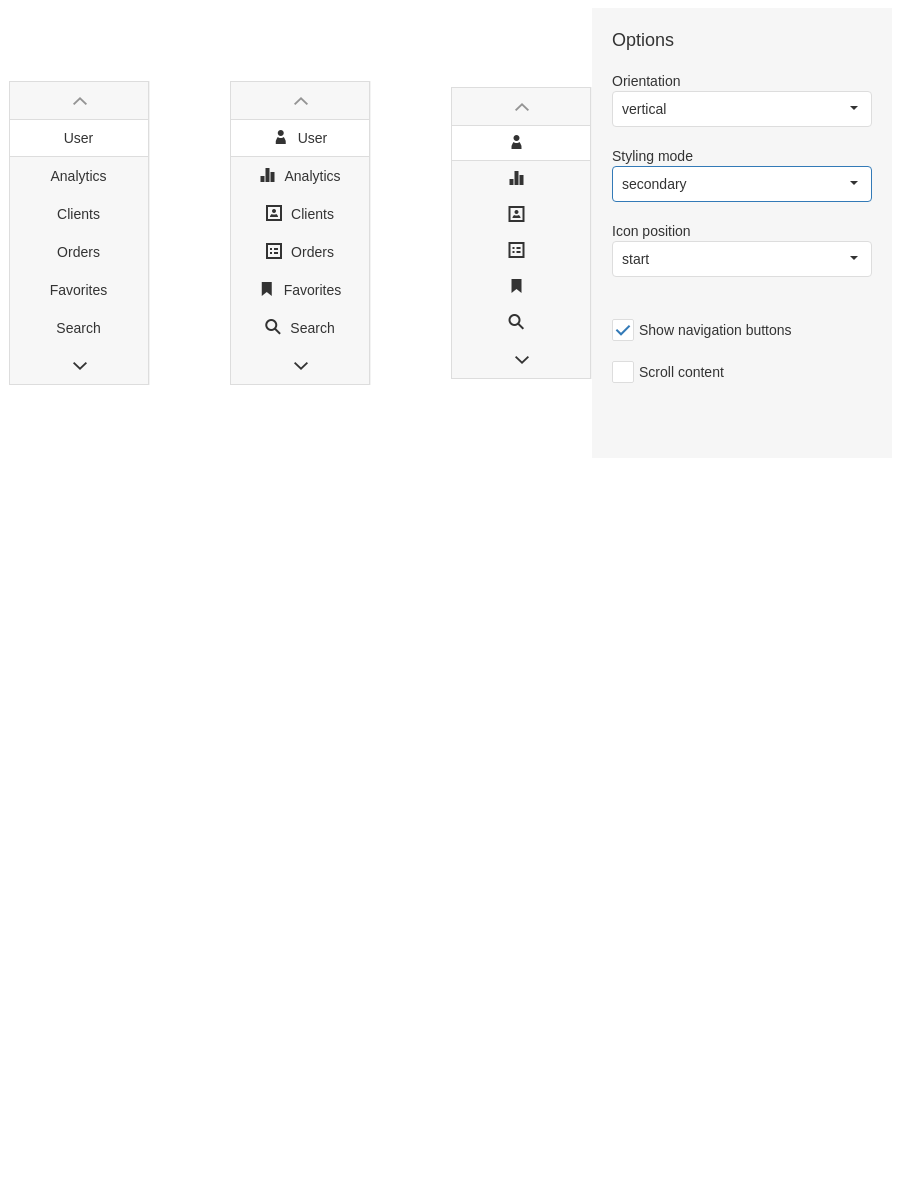 User
Analytics
Clients
Orders
Favorites
Search
User
Analytics
Clients
Orders
Favorites
Search
Options
Orientation
vertical
Styling mode
secondary
Icon position
start
Show navigation buttons
Scroll content